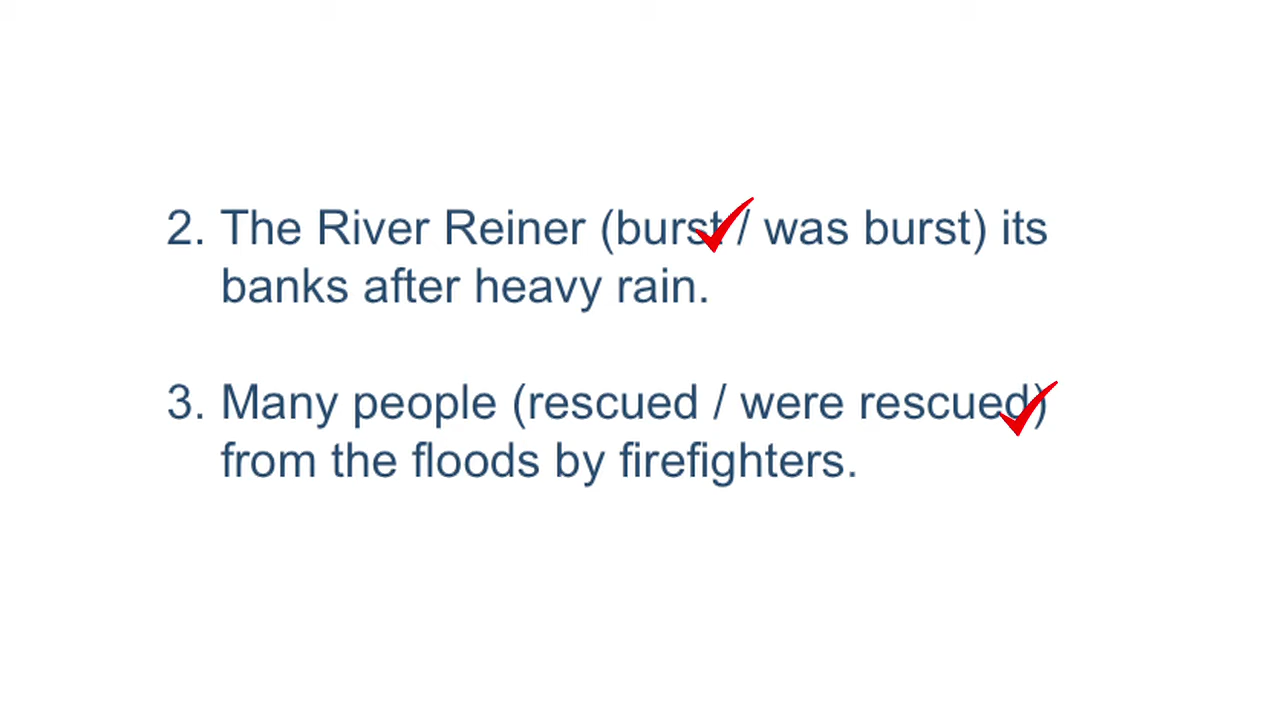 2. The River Reiner (burst / was burst) its
banks after heavy rain.
3. Many people (rescued / were rescued)
from the floods by firefighters.